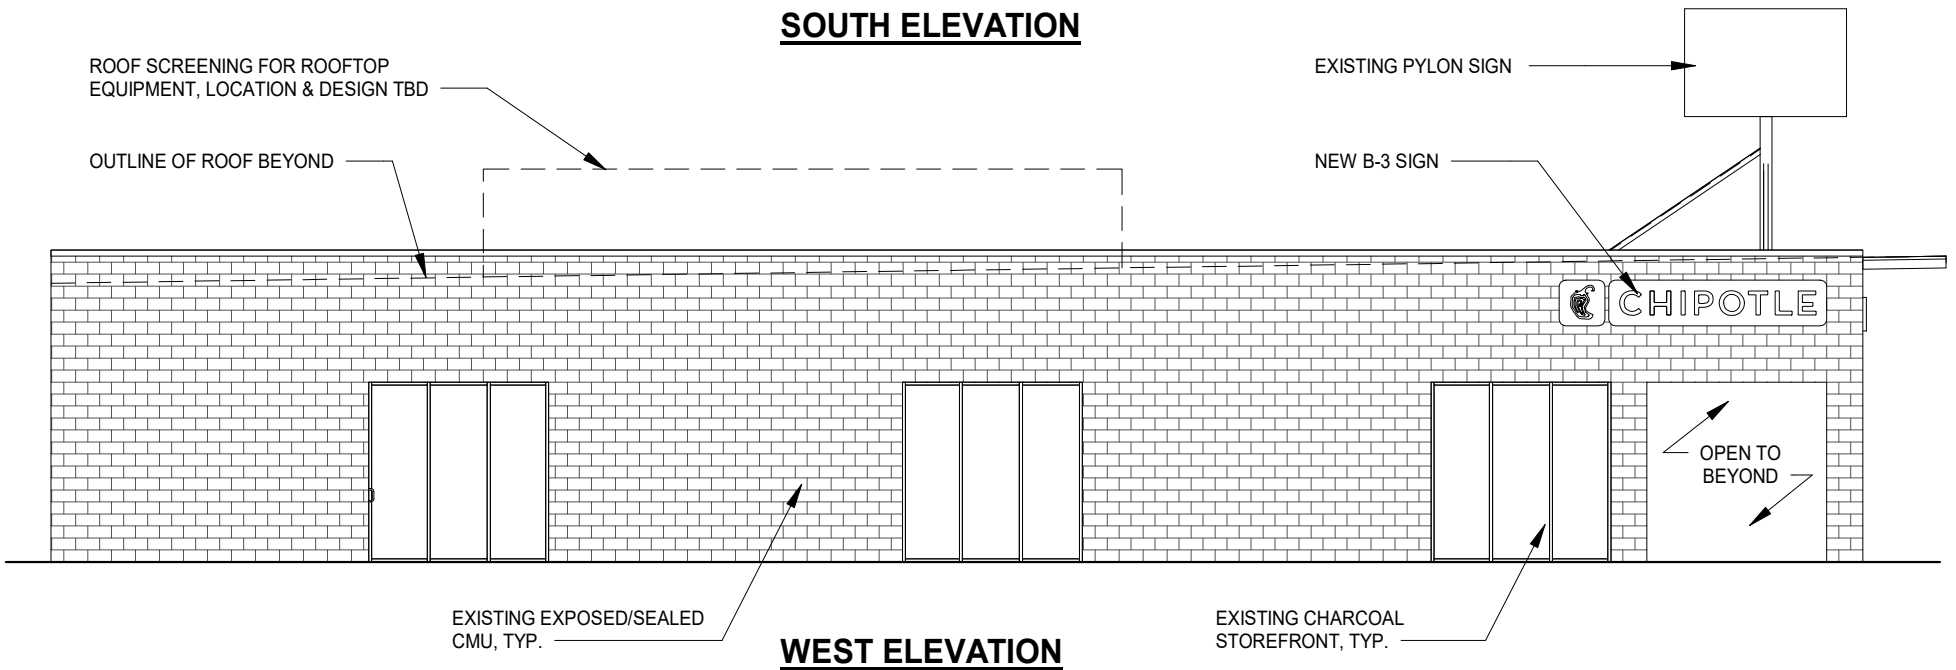 SOUTH ELEVATION
ROOF SCREENING FOR ROOFTOP
EQUIPMENT, LOCATION & DESIGN TBD
EXISTING PYLON SIGN
OUTLINE OF ROOF BEYOND
NEW B-3 SIGN
CHIPOTLE
OPEN TO
BEYOND
EXISTING EXPOSED/SEALED
CMU, TYP.
EXISTING CHARCOAL
STOREFRONT, TYP.
WEST ELEVATION